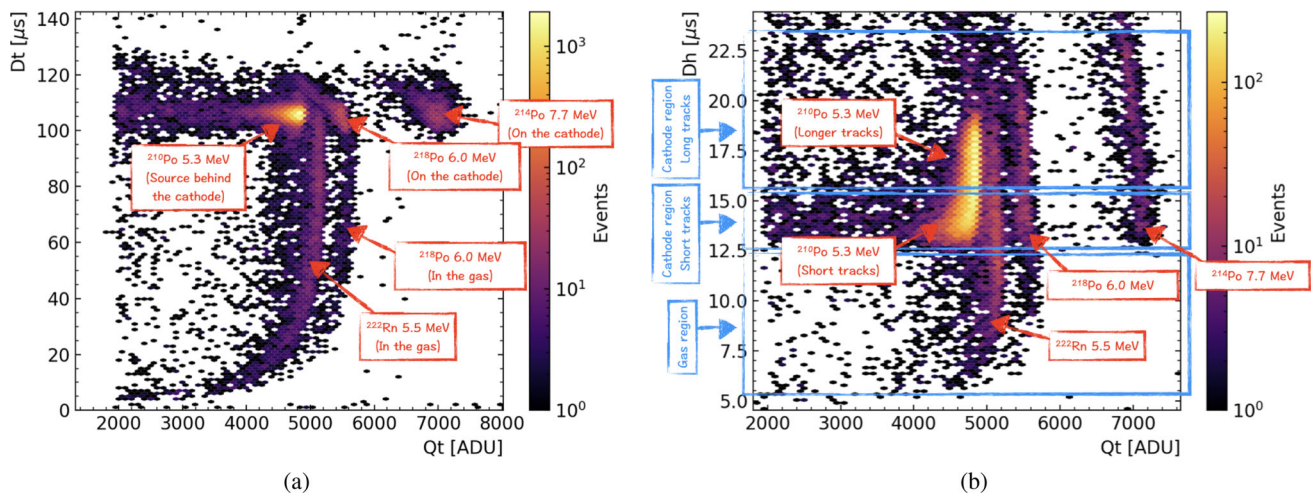 Dt [µs]
140
120
100
80
60
40
20
0
2000
3000
4000
5000
6000
7000
8000
Qt [ADU]
²¹⁰Po 5.3 MeV
(Source behind
the cathode)
²¹⁴Po 7.7 MeV
(On the cathode)
²¹⁸Po 6.0 MeV
(On the cathode)
²¹⁸Po 6.0 MeV
(In the gas)
²²²Rn 5.5 MeV
(In the gas)
10³
10²
10¹
10⁰
Events
(a)
Cathode region
Long tracks
Cathode region
Short tracks
Gas region
Dh [µs]
22.5
20.0
17.5
15.0
12.5
10.0
7.5
5.0
2000
3000
4000
5000
6000
7000
Qt [ADU]
²¹⁰Po 5.3 MeV
(Longer tracks)
²¹⁰Po 5.3 MeV
(Short tracks)
²¹⁸Po 6.0 MeV
²¹⁴Po 7.7 MeV
²²²Rn 5.5 MeV
10²
10¹
10⁰
Events
(b)